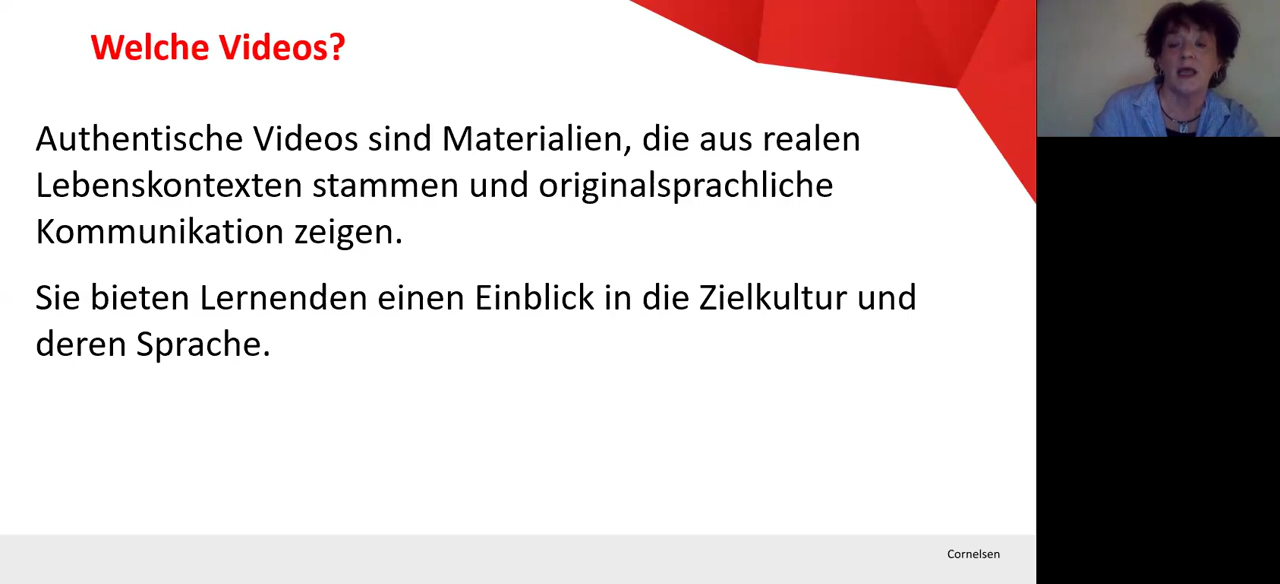 Welche Videos?
Authentische Videos sind Materialien, die aus realen
Lebenskontexten stammen und originalsprachliche
Kommunikation zeigen.
Sie bieten Lernenden einen Einblick in die Zielkultur und
deren Sprache.
Cornelsen